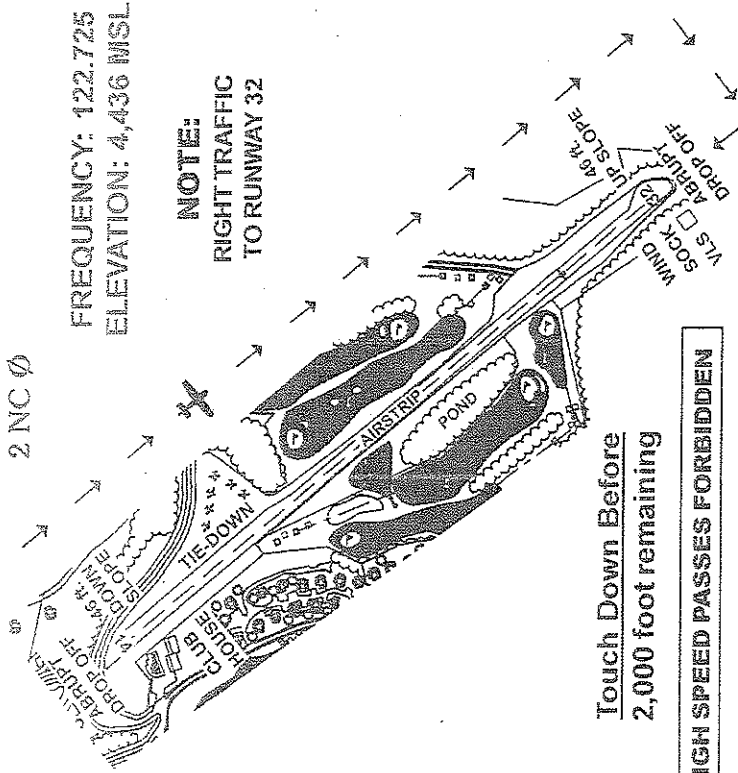 2 NC Ø
FREQUENCY: 122.725
ELEVATION: 4,436 MSL
NOTE:
RIGHT TRAFFIC
TO RUNWAY 32
ABRUPT
DROP OFF
46 ft.
DOWN
SLOPE
14
TIE-DOWN
CLUB
HOUSE
AIRSTRIP
POND
46 ft.
UP SLOPE
32
ABRUPT
DROP OFF
WIND
SOCK
VLS
Touch Down Before
2,000 foot remaining
IGH SPEED PASSES FORBIDDEN